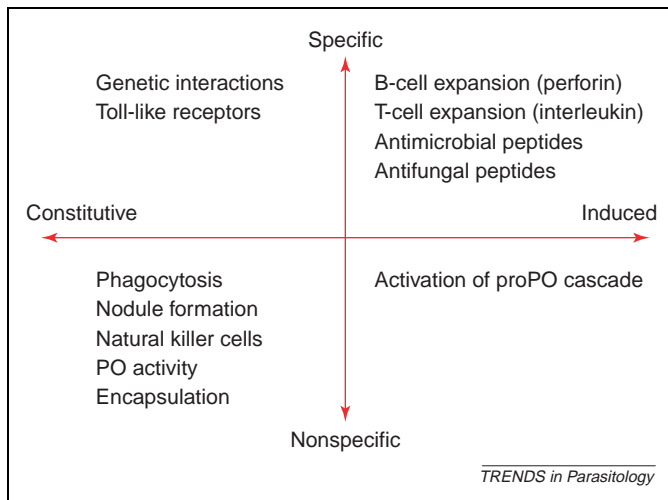 Specific
Genetic interactions
Toll-like receptors
B-cell expansion (perforin)
T-cell expansion (interleukin)
Antimicrobial peptides
Antifungal peptides
Constitutive
Induced
Phagocytosis
Nodule formation
Natural killer cells
PO activity
Encapsulation
Activation of proPO cascade
Nonspecific
TRENDS in Parasitology